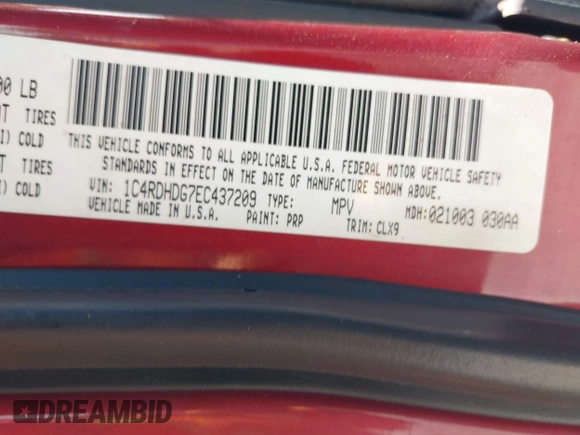 00 LB
TIRES
COLD
TIRES
COLD
THIS VEHICLE CONFORMS TO ALL APPLICABLE U.S.A. FEDERAL MOTOR VEHICLE SAFETY
STANDARDS IN EFFECT ON THE DATE OF MANUFACTURE SHOWN ABOVE.
VIN: 1C4RDHDG7EC437209 TYPE: MPV MDH:021003 030AA
VEHICLE MADE IN U.S.A. PAINT: PRP TRIM: CLX9
DREAMBID